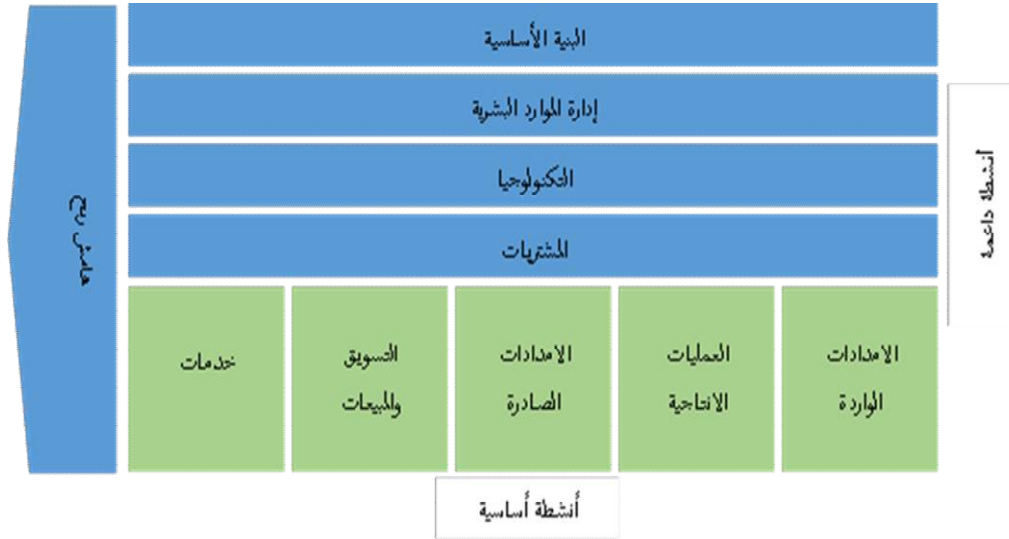 البنية الأساسية
إدارة الموارد البشرية
التكنولوجيا
المشتريات
أنشطة داعمة
الامدادات
الواردة
العمليات
الانتاجية
الامدادات
الصادرة
التسويق
والمبيعات
خدمات
هامش ربح
أنشطة أساسية